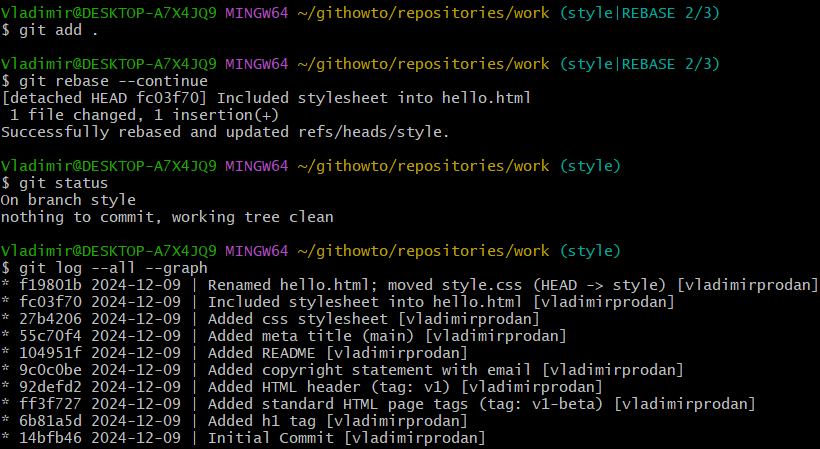 Vladimir@DESKTOP-A7X4JQ9 MINGW64 ~/githowto/repositories/work (style|REBASE 2/3)
$ git add .
Vladimir@DESKTOP-A7X4JQ9 MINGW64 ~/githowto/repositories/work (style|REBASE 2/3)
$ git rebase --continue
[detached HEAD fc03f70] Included stylesheet into hello.html
 1 file changed, 1 insertion(+)
Successfully rebased and updated refs/heads/style.
Vladimir@DESKTOP-A7X4JQ9 MINGW64 ~/githowto/repositories/work (style)
$ git status
On branch style
nothing to commit, working tree clean
Vladimir@DESKTOP-A7X4JQ9 MINGW64 ~/githowto/repositories/work (style)
$ git log --all --graph
* f19801b 2024-12-09 | Renamed hello.html; moved style.css (HEAD -> style) [vladimirprodan]
* fc03f70 2024-12-09 | Included stylesheet into hello.html [vladimirprodan]
* 27b4206 2024-12-09 | Added css stylesheet [vladimirprodan]
* 55c70f4 2024-12-09 | Added meta title (main) [vladimirprodan]
* 104951f 2024-12-09 | Added README [vladimirprodan]
* 9c0c0be 2024-12-09 | Added copyright statement with email [vladimirprodan]
* 92defd2 2024-12-09 | Added HTML header (tag: v1) [vladimirprodan]
* ff3f727 2024-12-09 | Added standard HTML page tags (tag: v1-beta) [vladimirprodan]
* 6b81a5d 2024-12-09 | Added h1 tag [vladimirprodan]
* 14bfb46 2024-12-09 | Initial Commit [vladimirprodan]